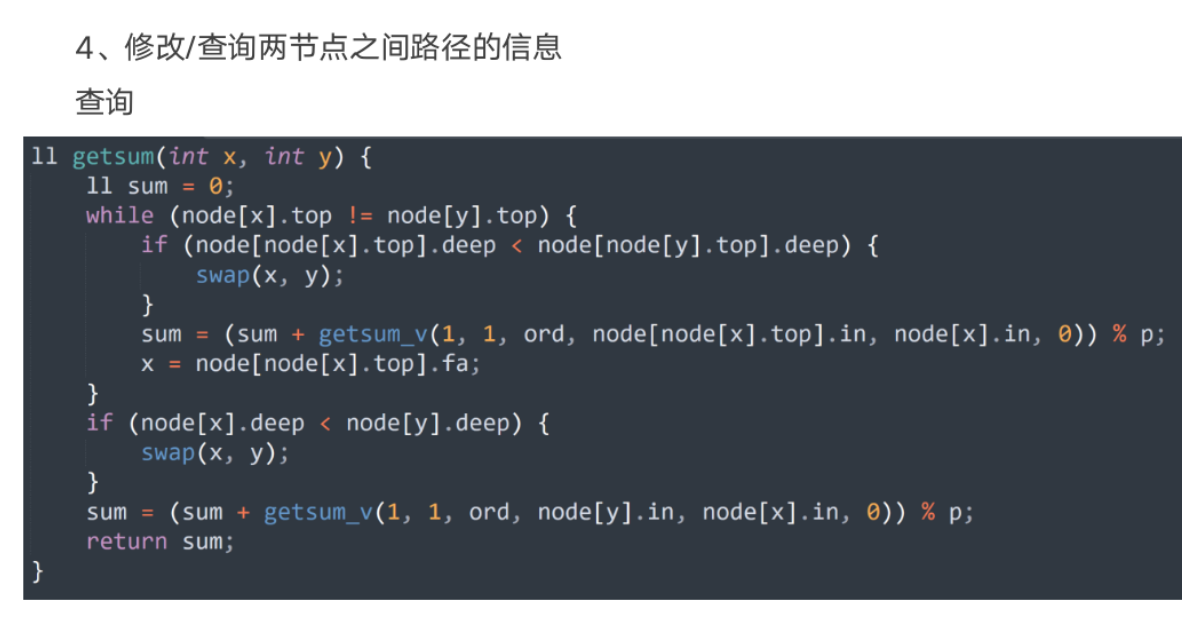 4、修改/查询两节点之间路径的信息
查询
ll getsum(int x, int y) {
    ll sum = 0;
    while (node[x].top != node[y].top) {
        if (node[node[x].top].deep < node[node[y].top].deep) {
            swap(x, y);
        }
        sum = (sum + getsum_v(1, 1, ord, node[node[x].top].in, node[x].in, 0)) % p;
        x = node[node[x].top].fa;
    }
    if (node[x].deep < node[y].deep) {
        swap(x, y);
    }
    sum = (sum + getsum_v(1, 1, ord, node[y].in, node[x].in, 0)) % p;
    return sum;
}